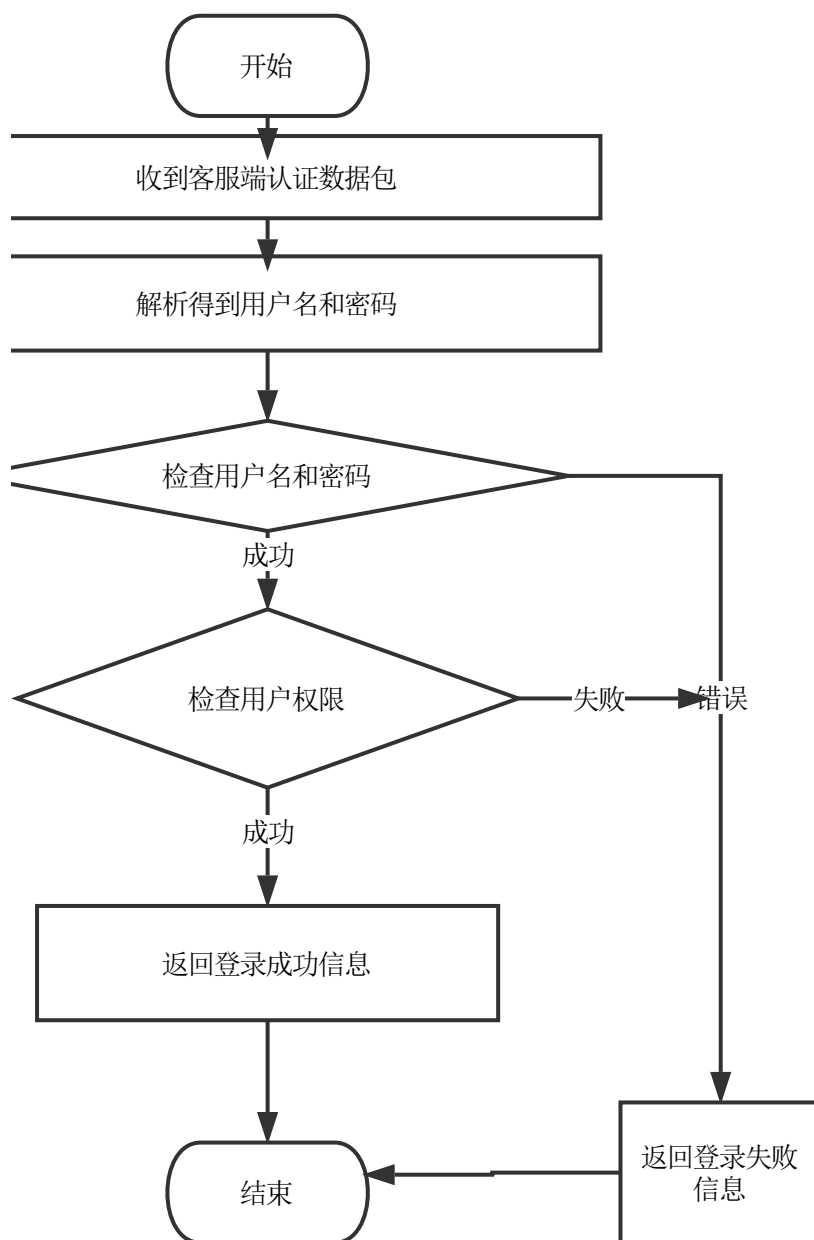 开始
收到客服端认证数据包
解析得到用户名和密码
检查用户名和密码
成功
检查用户权限
失败
错误
成功
返回登录成功信息
返回登录失败
信息
结束